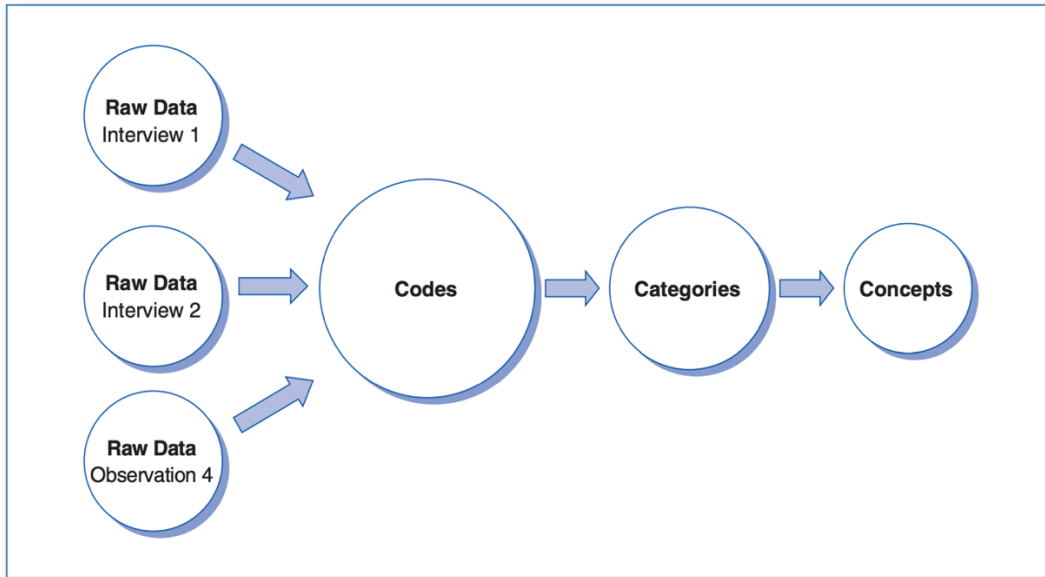 Raw Data
Interview 1
Raw Data
Interview 2
Raw Data
Observation 4
Codes
Categories
Concepts